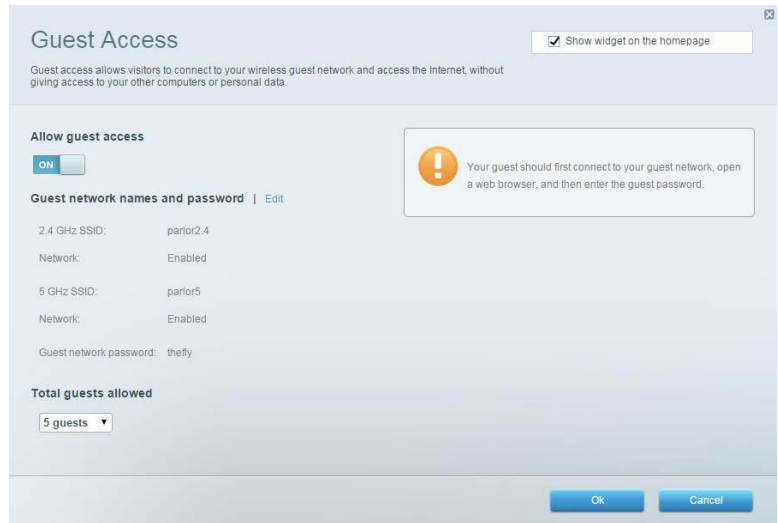 Guest Access
Show widget on the homepage
Guest access allows visitors to connect to your wireless guest network and access the Internet, without
giving access to your other computers or personal data.
Allow guest access
ON
Your guest should first connect to your guest network, open
a web browser, and then enter the guest password.
Guest network names and password | Edit
2.4 GHz SSID: parlor2.4
Network: Enabled
5 GHz SSID: parlor5
Network: Enabled
Guest network password: thefly
Total guests allowed
5 guests
Ok
Cancel